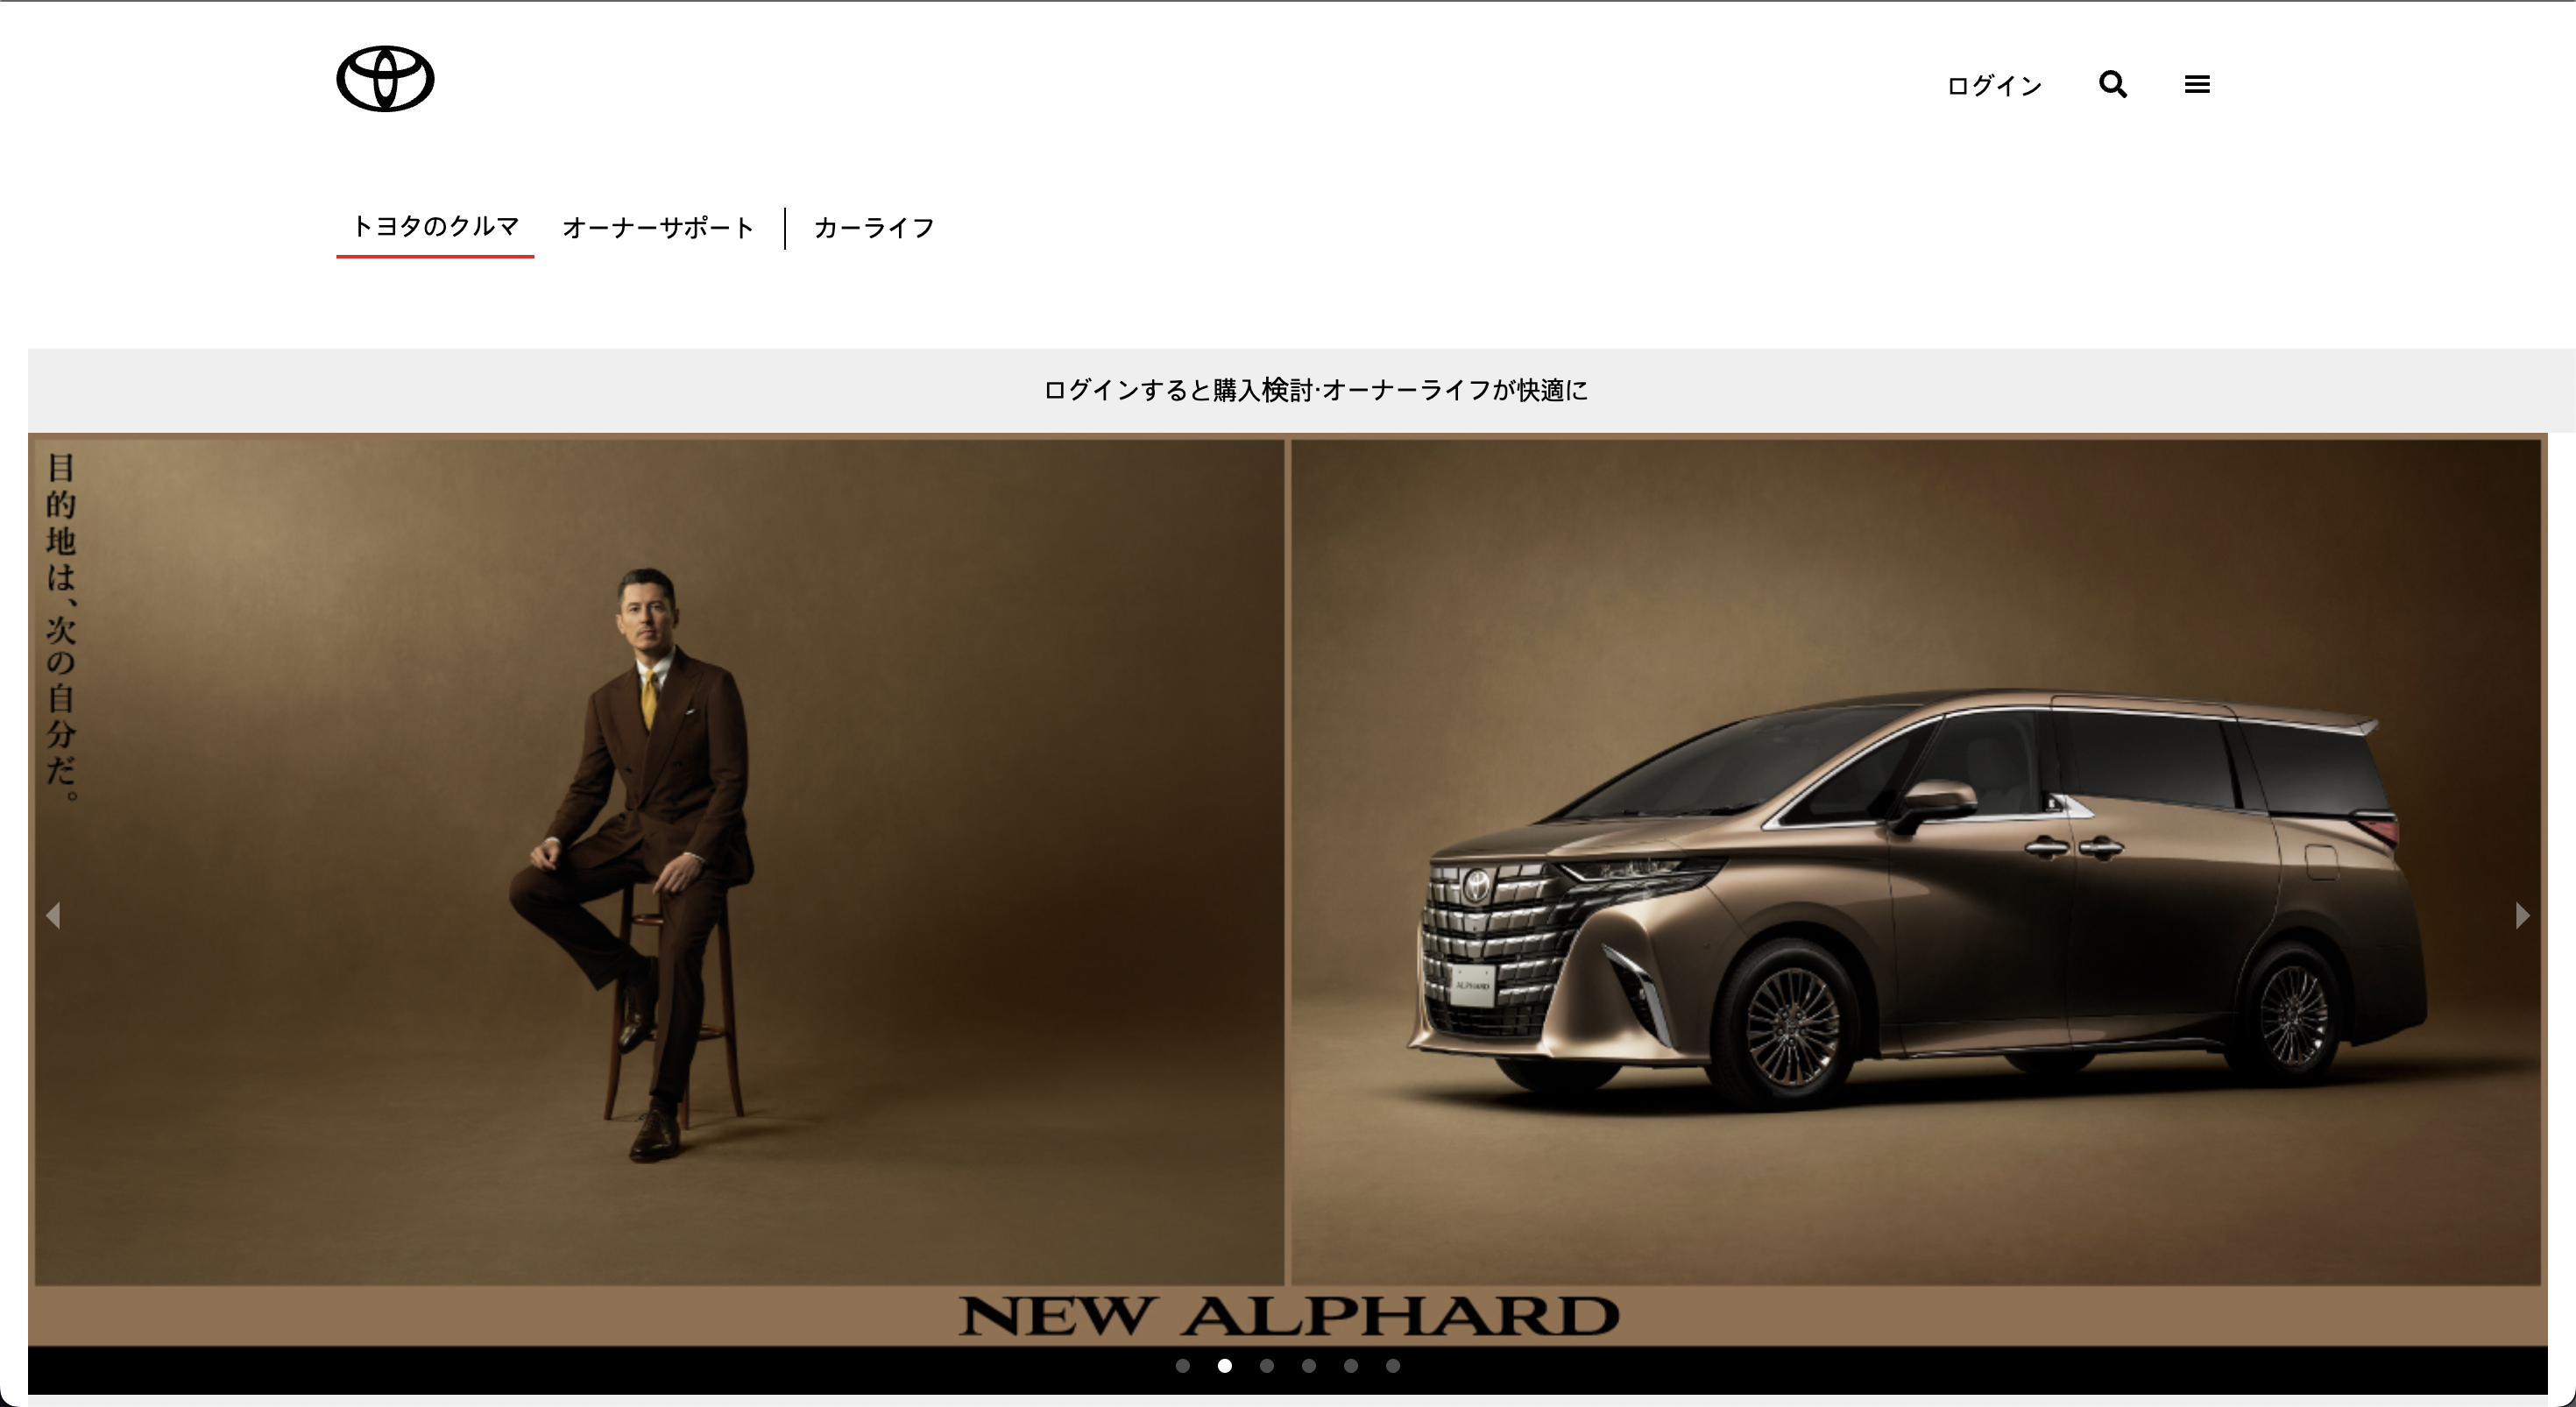 ログイン
トヨタのクルマ
オーナーサポート
カーライフ
ログインすると購入検討·オーナーライフが快適に
目的地は、次の自分だ。
ALPHARD
NEW ALPHARD